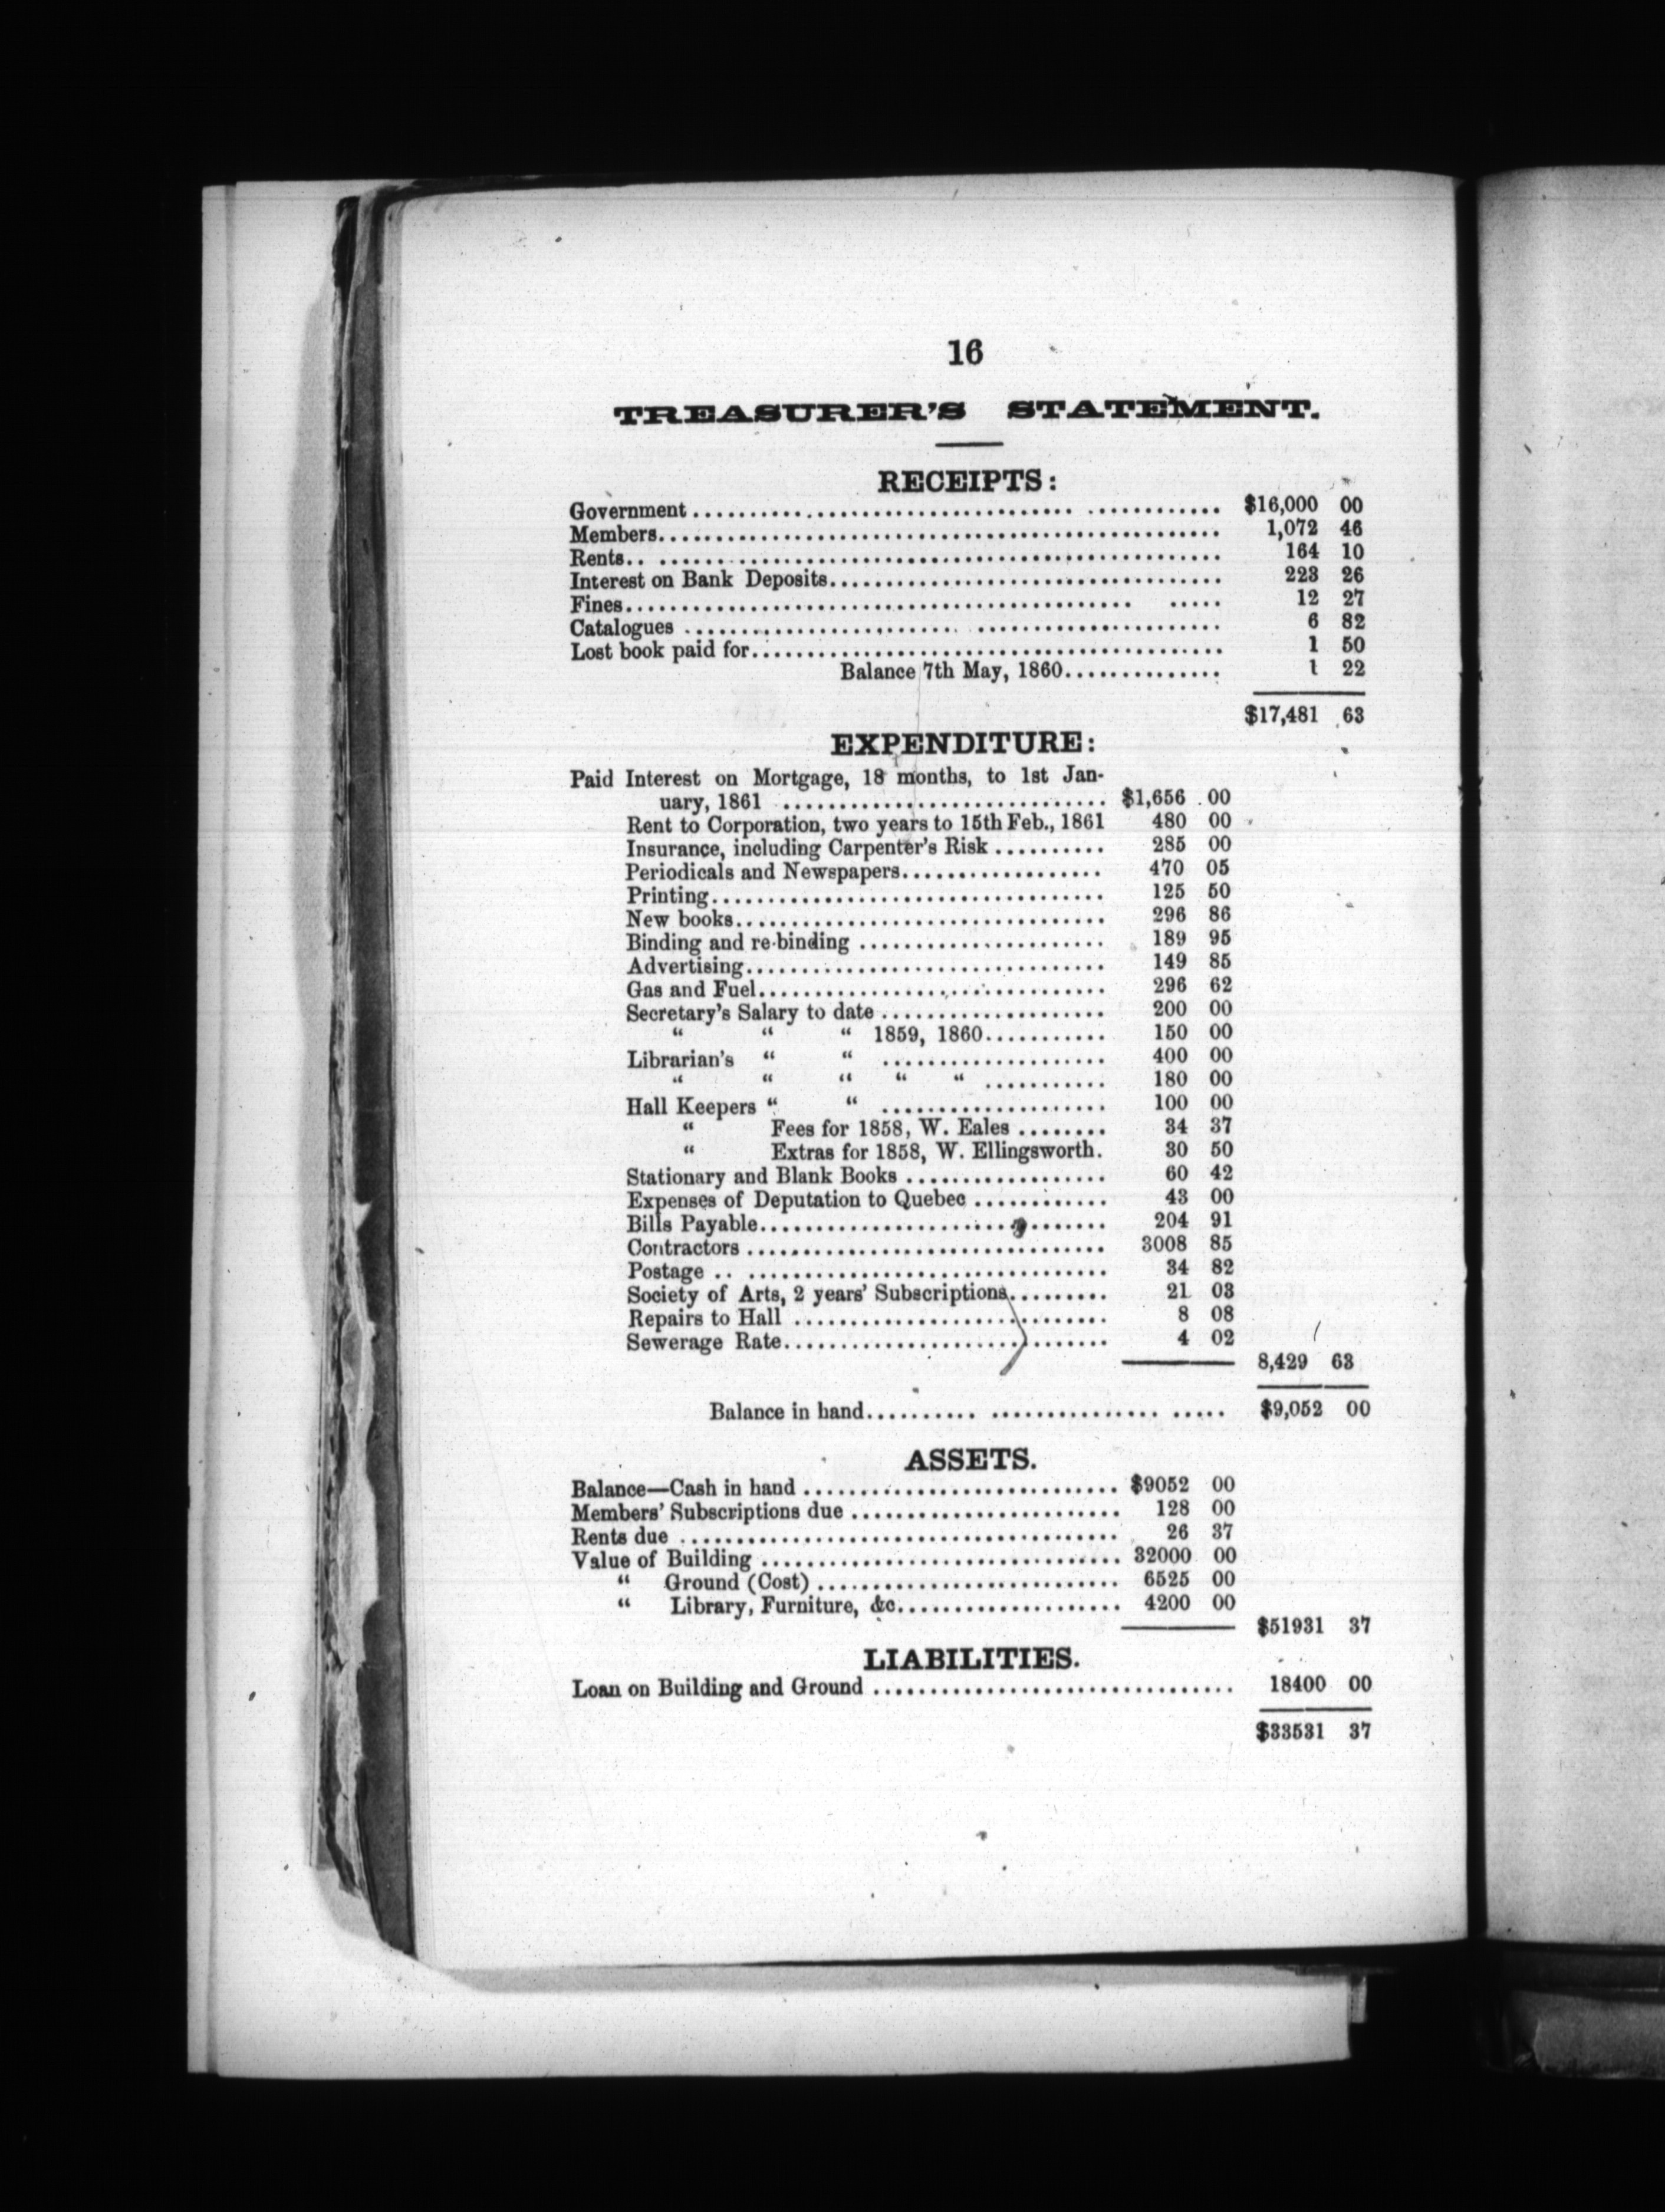 16
TREASURER'S STATEMENT.
RECEIPTS:
Government........................................ $16,000 00
Members........................................ 1,072 46
Rents........................................ 164 10
Interest on Bank Deposits........................................ 223 26
Fines........................................ 12 27
Catalogues........................................ 6 82
Lost book paid for........................................ 1 50
Balance 7th May, 1860.............. 1 22
$17,481 63
EXPENDITURE:
Paid Interest on Mortgage, 18 months, to 1st Jan-
uary, 1861 .............................. $1,656 00
Rent to Corporation, two years to 15th Feb., 1861 480 00
Insurance, including Carpenter's Risk .......... 285 00
Periodicals and Newspapers.................. 470 05
Printing.................................. 125 50
New books................................ 296 86
Binding and re-binding ...................... 189 95
Advertising................................ 149 85
Gas and Fuel............................... 296 62
Secretary's Salary to date .................... 200 00
“ “ “ 1859, 1860........... 150 00
Librarian's “ “ .................... 400 00
“ “ “ “ “ ........... 180 00
Hall Keepers “ “ .................... 100 00
“ Fees for 1858, W. Eales ........ 34 37
“ Extras for 1858, W. Ellingsworth. 30 50
Stationary and Blank Books .................. 60 42
Expenses of Deputation to Quebec ............ 43 00
Bills Payable............................... 204 91
Contractors ................................ 3008 85
Postage .................................. 34 82
Society of Arts, 2 years' Subscriptions......... 21 03
Repairs to Hall ............................ 8 08
Sewerage Rate............................. 4 02
8,429 63
Balance in hand.............................. $9,052 00
ASSETS.
Balance—Cash in hand ............................ $9052 00
Members' Subscriptions due ........................ 128 00
Rents due ....................................... 26 37
Value of Building ................................ 32000 00
“ Ground (Cost) ........................... 6525 00
“ Library, Furniture, &c.................... 4200 00
$51931 37
LIABILITIES.
Loan on Building and Ground ................................ 18400 00
$33531 37